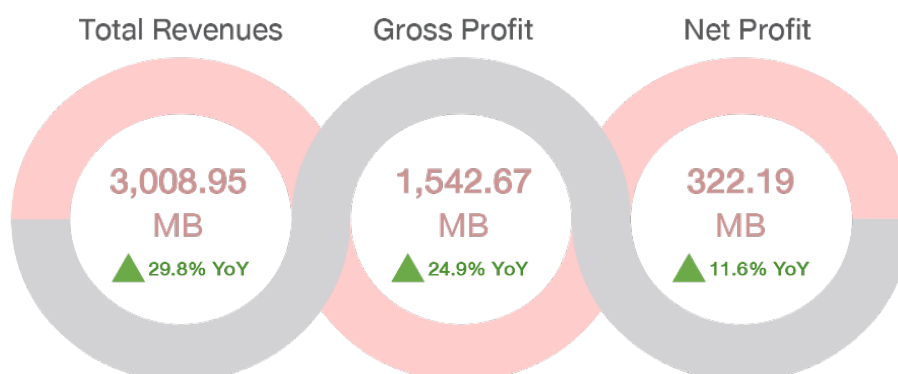 Total Revenues
Gross Profit
Net Profit
3,008.95
MB
29.8% YoY
1,542.67
MB
24.9% YoY
322.19
MB
11.6% YoY